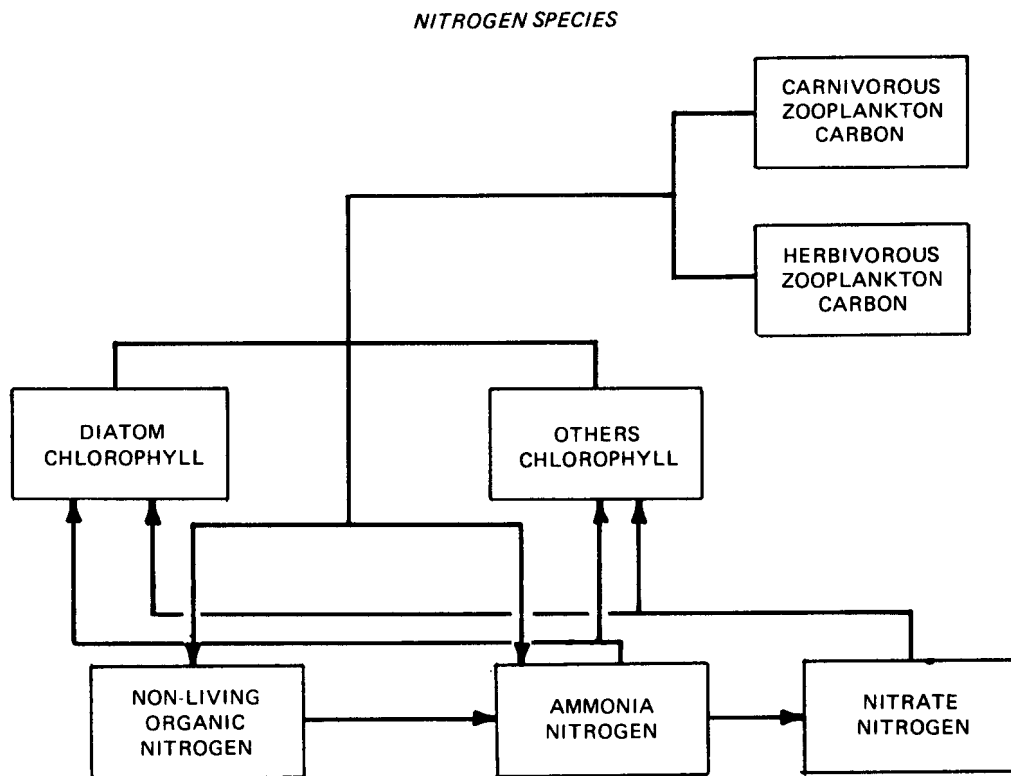 NITROGEN SPECIES
CARNIVOROUS
ZOOPLANKTON
CARBON
HERBIVOROUS
ZOOPLANKTON
CARBON
DIATOM
CHLOROPHYLL
OTHERS
CHLOROPHYLL
NON-LIVING
ORGANIC
NITROGEN
AMMONIA
NITROGEN
NITRATE
NITROGEN